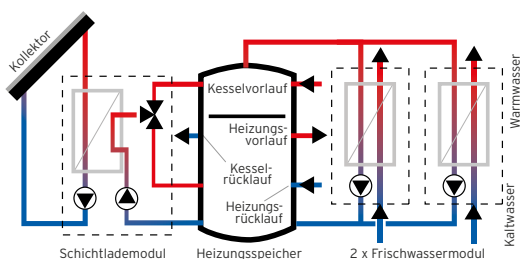 Kollektor
Kesselvorlauf
Heizungs-
vorlauf
Kessel-
rücklauf
Heizungs-
rücklauf
Warmwasser
Kaltwasser
Schichtlademodul
Heizungsspeicher
2 x Frischwassermodul